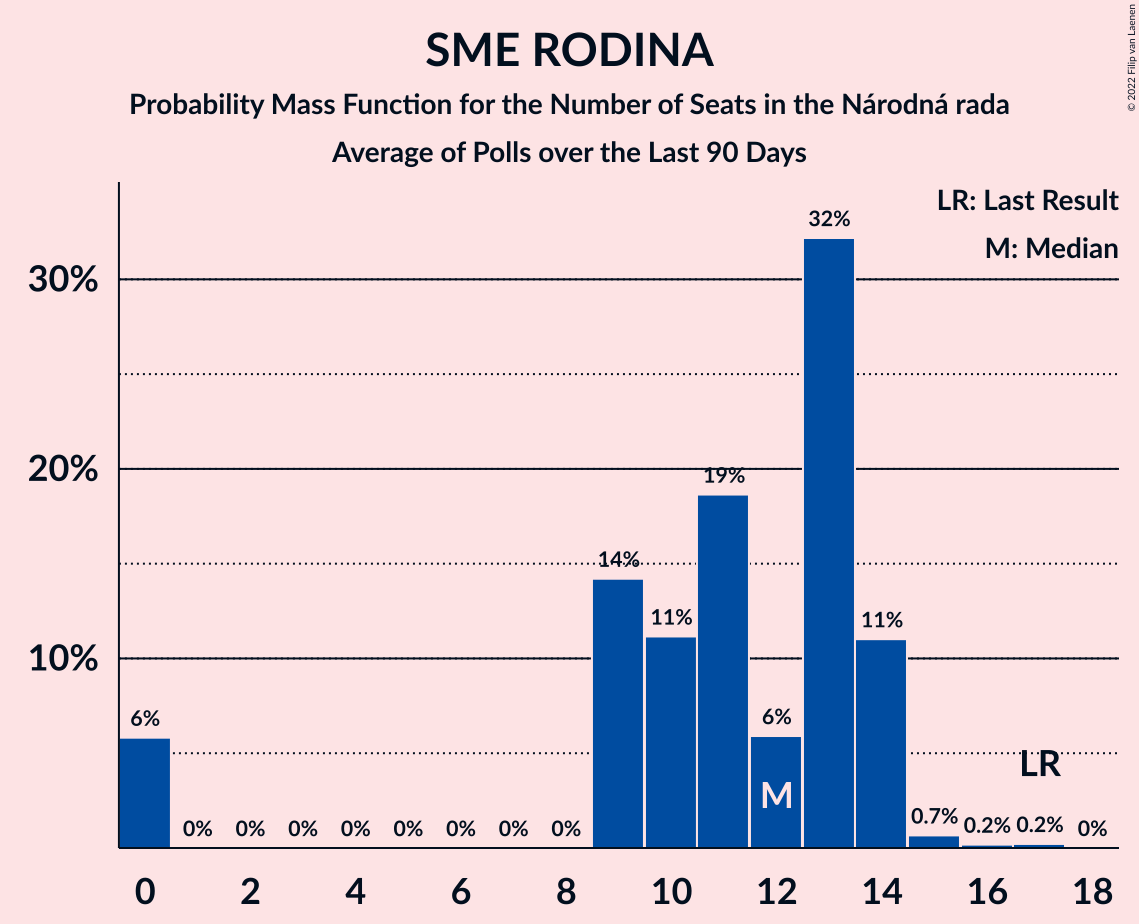 SME RODINA
Probability Mass Function for the Number of Seats in the Národná rada
Average of Polls over the Last 90 Days
© 2022 Filip van Laenen
LR: Last Result
M: Median
30%
20%
10%
6%
0%
0%
0%
0%
0%
0%
0%
0%
14%
11%
19%
6%
32%
11%
0.7%
0.2%
0.2%
0%
M
LR
0 2 4 6 8 10 12 14 16 18